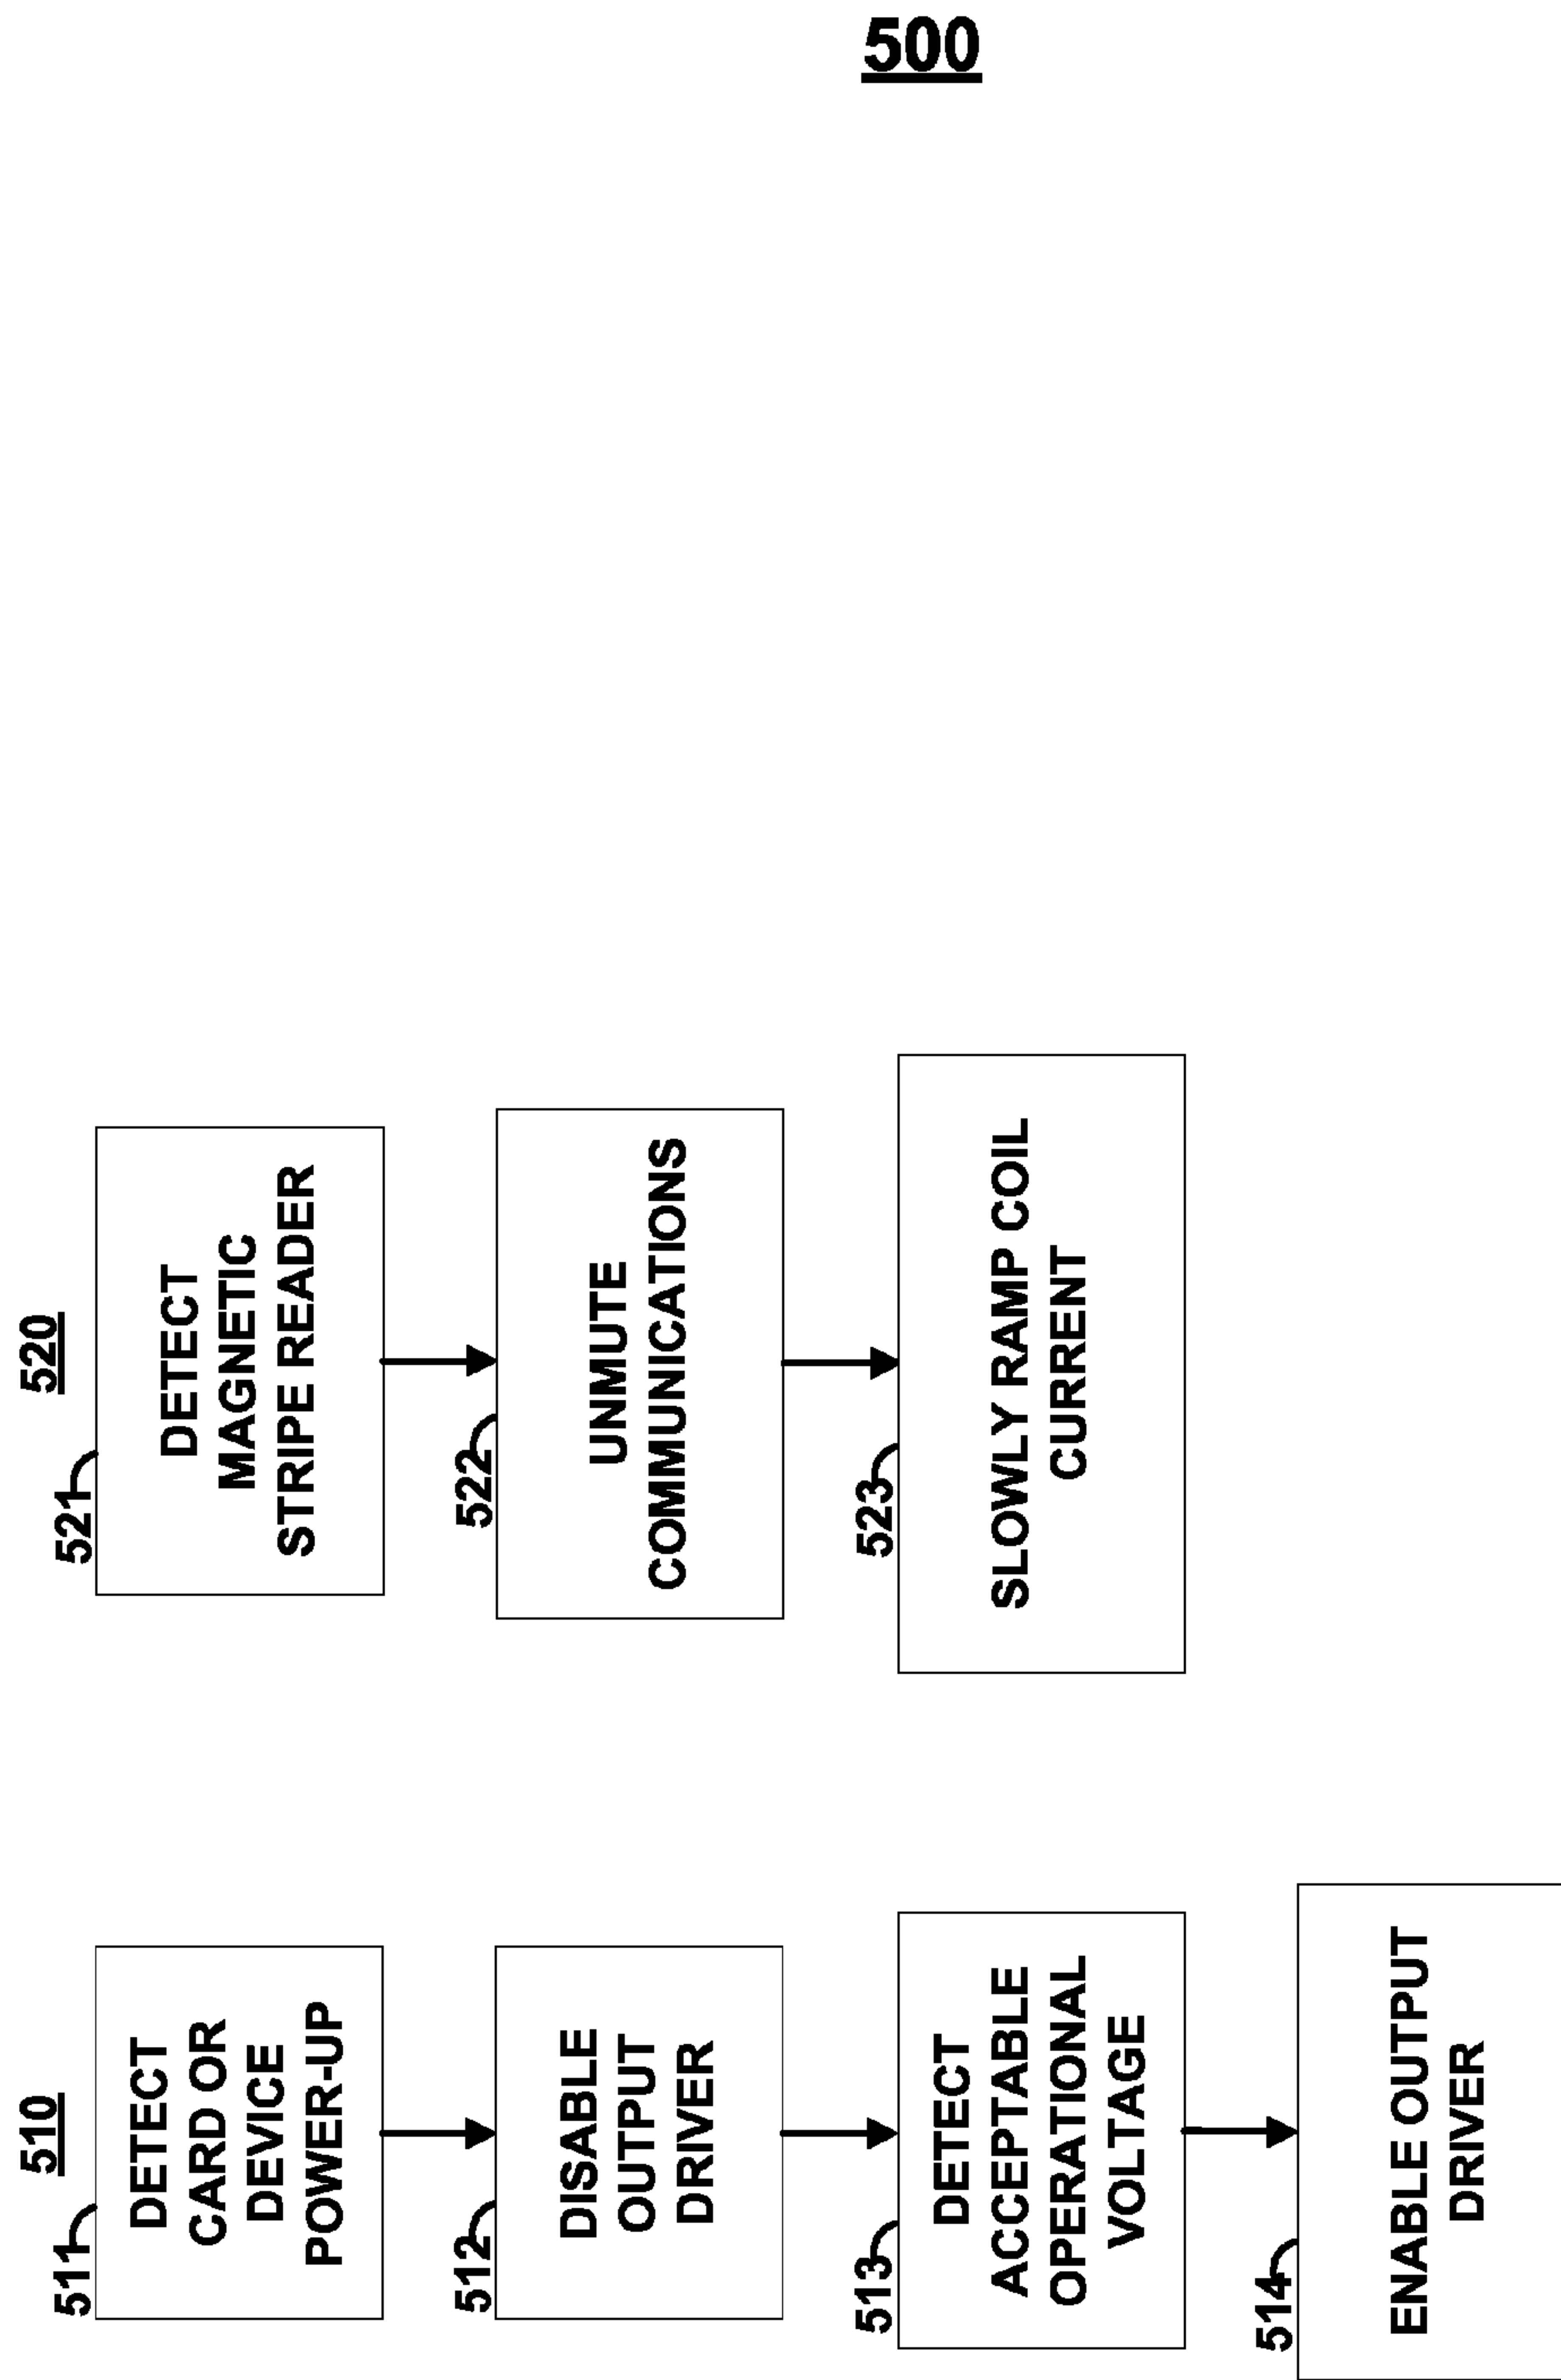 500
510
511
DETECT
CARD OR
DEVICE
POWER-UP
512
DISABLE
OUTPUT
DRIVER
513
DETECT
ACCEPTABLE
OPERATIONAL
VOLTAGE
514
ENABLE OUTPUT
DRIVER
520
521
DETECT
MAGNETIC
STRIPE READER
522
UNMUTE
COMMUNICATIONS
523
SLOWLY RAMP COIL
CURRENT